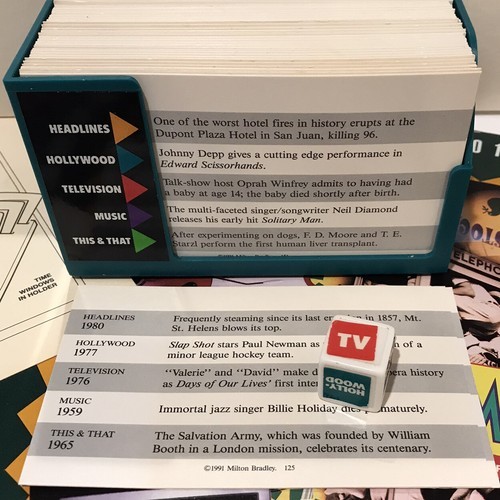 HEADLINES
One of the worst hotel fires in history erupts at the
Dupont Plaza Hotel in San Juan, killing 96.
HOLLYWOOD
Johnny Depp gives a cutting edge performance in
Edward Scissorhands.
TELEVISION
Talk-show host Oprah Winfrey admits to having had
a baby at age 14; the baby died shortly after birth.
MUSIC
The multi-faceted singer/songwriter Neil Diamond
releases his early hit Solitary Man.
THIS & THAT
After experimenting on dogs, F. D. Moore and T. E.
Starzl perform the first human liver transplant.
TIME
WINDOWS
IN HOLDER
HEADLINES
1980
Frequently steaming since its last in 1857, Mt.
St. Helens blows its top.
HOLLYWOOD
1977
Slap Shot stars Paul Newman as of a
minor league hockey team.
TELEVISION
1976
"Valerie" and "David" make history
as Days of Our Lives' first
MUSIC
1959
Immortal jazz singer Billie Holiday
THIS & THAT
1965
The Salvation Army, which was founded by William
Booth in a London mission, celebrates its centenary.
©1991 Milton Bradley. 125
TV
HOLLY-
WOOD